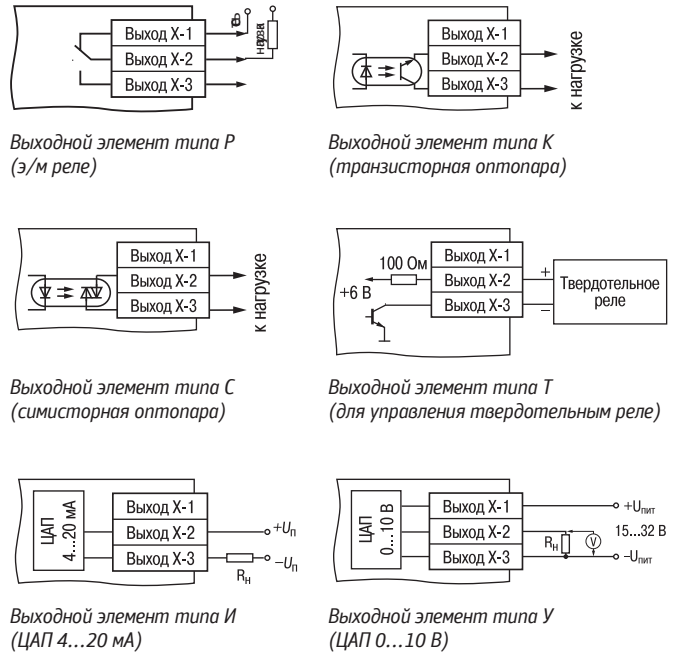 Выход Х-1
Выход Х-2
Выход Х-3
Выходной элемент типа Р
(э/м реле)
Выход Х-1
Выход Х-2
Выход Х-3
к нагрузке
Выходной элемент типа К
(транзисторная оптопара)
Выход Х-1
Выход Х-2
Выход Х-3
к нагрузке
Выходной элемент типа С
(симисторная оптопара)
100 Ом
+6 В
Выход Х-1
Выход Х-2
Выход Х-3
+
–
Твердотельное
реле
Выходной элемент типа Т
(для управления твердотельным реле)
ЦАП
4...20 мА
Выход Х-1
Выход Х-2
Выход Х-3
+Uп
–Uп
Rн
Выходной элемент типа И
(ЦАП 4...20 мА)
ЦАП
0...10 В
Выход Х-1
Выход Х-2
Выход Х-3
Rн
V
+Uпит
15...32 В
–Uпит
Выходной элемент типа У
(ЦАП 0...10 В)